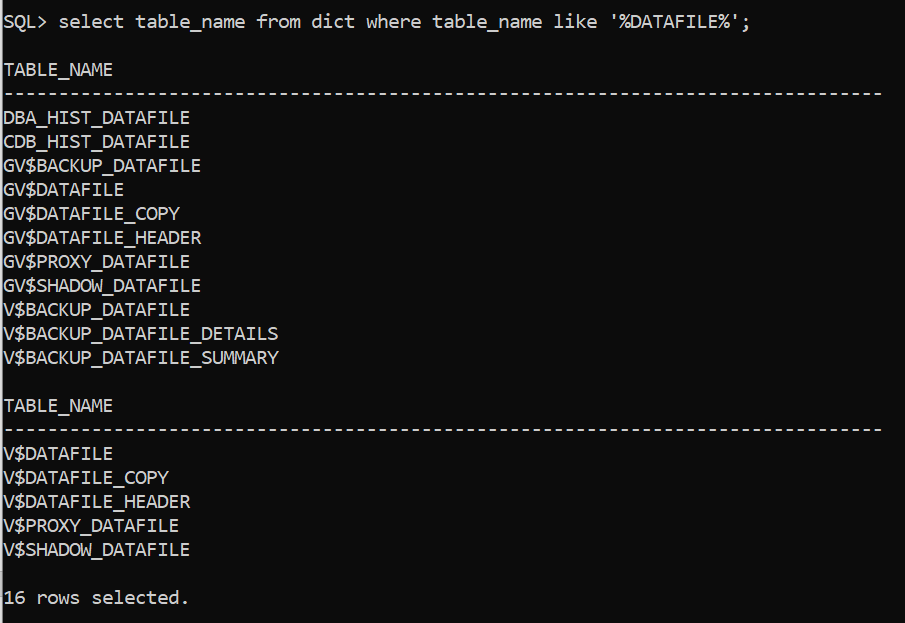 SQL> select table_name from dict where table_name like '%DATAFILE%';
TABLE_NAME
--------------------------------------------------------------------------------
DBA_HIST_DATAFILE
CDB_HIST_DATAFILE
GV$BACKUP_DATAFILE
GV$DATAFILE
GV$DATAFILE_COPY
GV$DATAFILE_HEADER
GV$PROXY_DATAFILE
GV$SHADOW_DATAFILE
V$BACKUP_DATAFILE
V$BACKUP_DATAFILE_DETAILS
V$BACKUP_DATAFILE_SUMMARY
TABLE_NAME
--------------------------------------------------------------------------------
V$DATAFILE
V$DATAFILE_COPY
V$DATAFILE_HEADER
V$PROXY_DATAFILE
V$SHADOW_DATAFILE
16 rows selected.